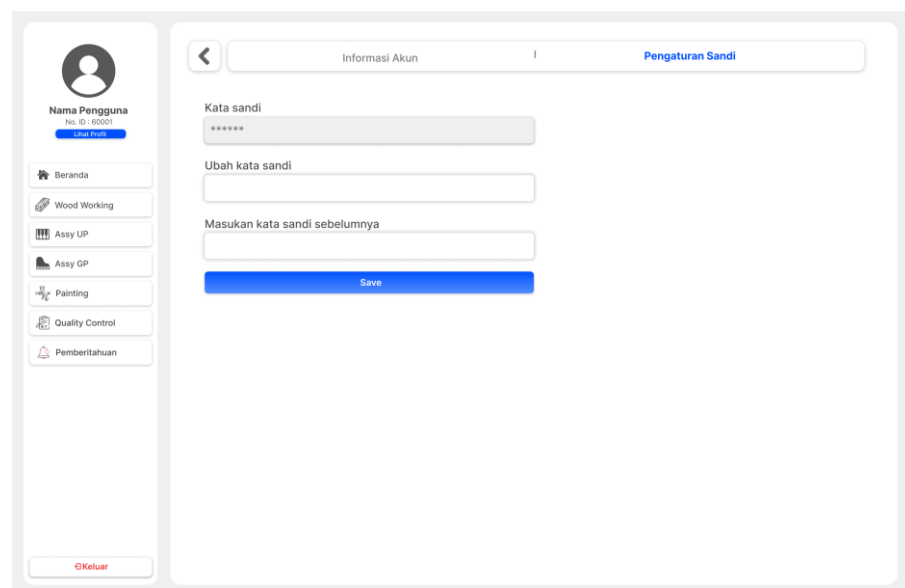 Nama Pengguna
No. ID : 60001
Lihat Profil
Beranda
Wood Working
Assy UP
Assy GP
Painting
Quality Control
Pemberitahuan
Keluar
Informasi Akun | Pengaturan Sandi
Kata sandi
******
Ubah kata sandi
Masukan kata sandi sebelumnya
Save